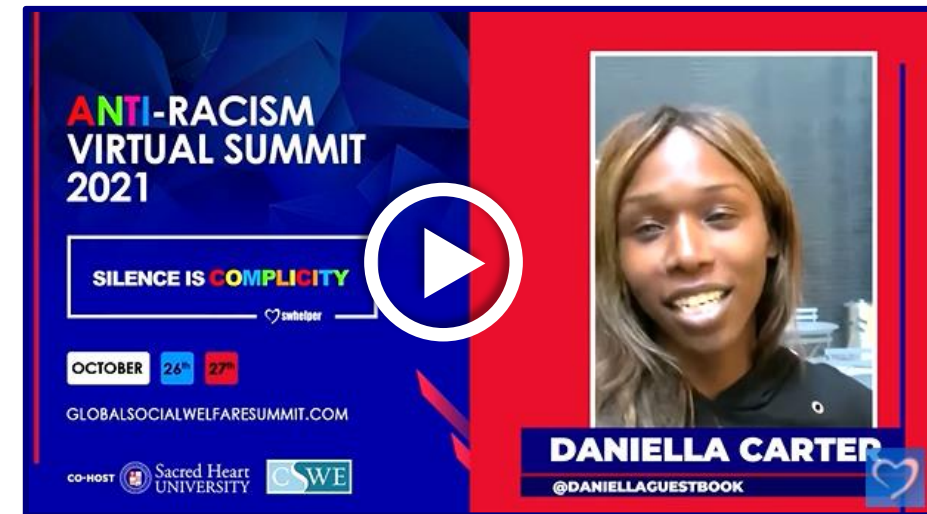 ANTI-RACISM
VIRTUAL SUMMIT
2021
SILENCE IS COMPLICITY
swhelper
OCTOBER 26th 27th
GLOBALSOCIALWELFARESUMMIT.COM
CO-HOST Sacred Heart
UNIVERSITY
CSWE
DANIELLA CARTER
@DANIELLAGUESTBOOK